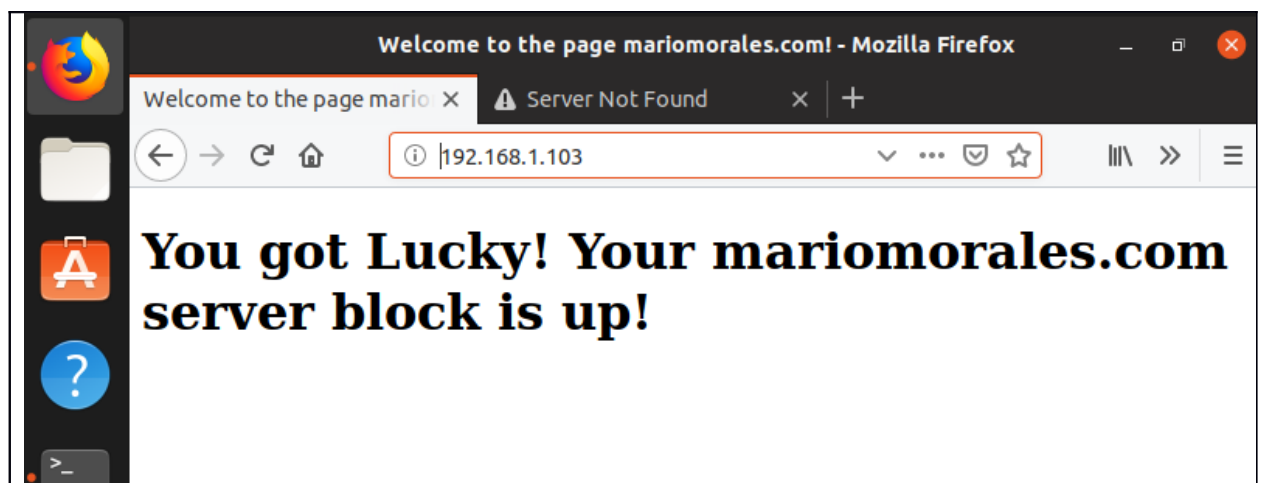 Welcome to the page mariomorales.com! - Mozilla Firefox
Welcome to the page mario
Server Not Found
192.168.1.103
You got Lucky! Your mariomorales.com
server block is up!